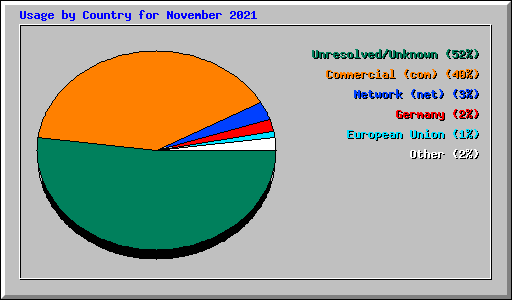 Usage by Country for November 2021
Unresolved/Unknown (52%)
Commercial (com) (40%)
Network (net) (3%)
Germany (2%)
European Union (1%)
Other (2%)